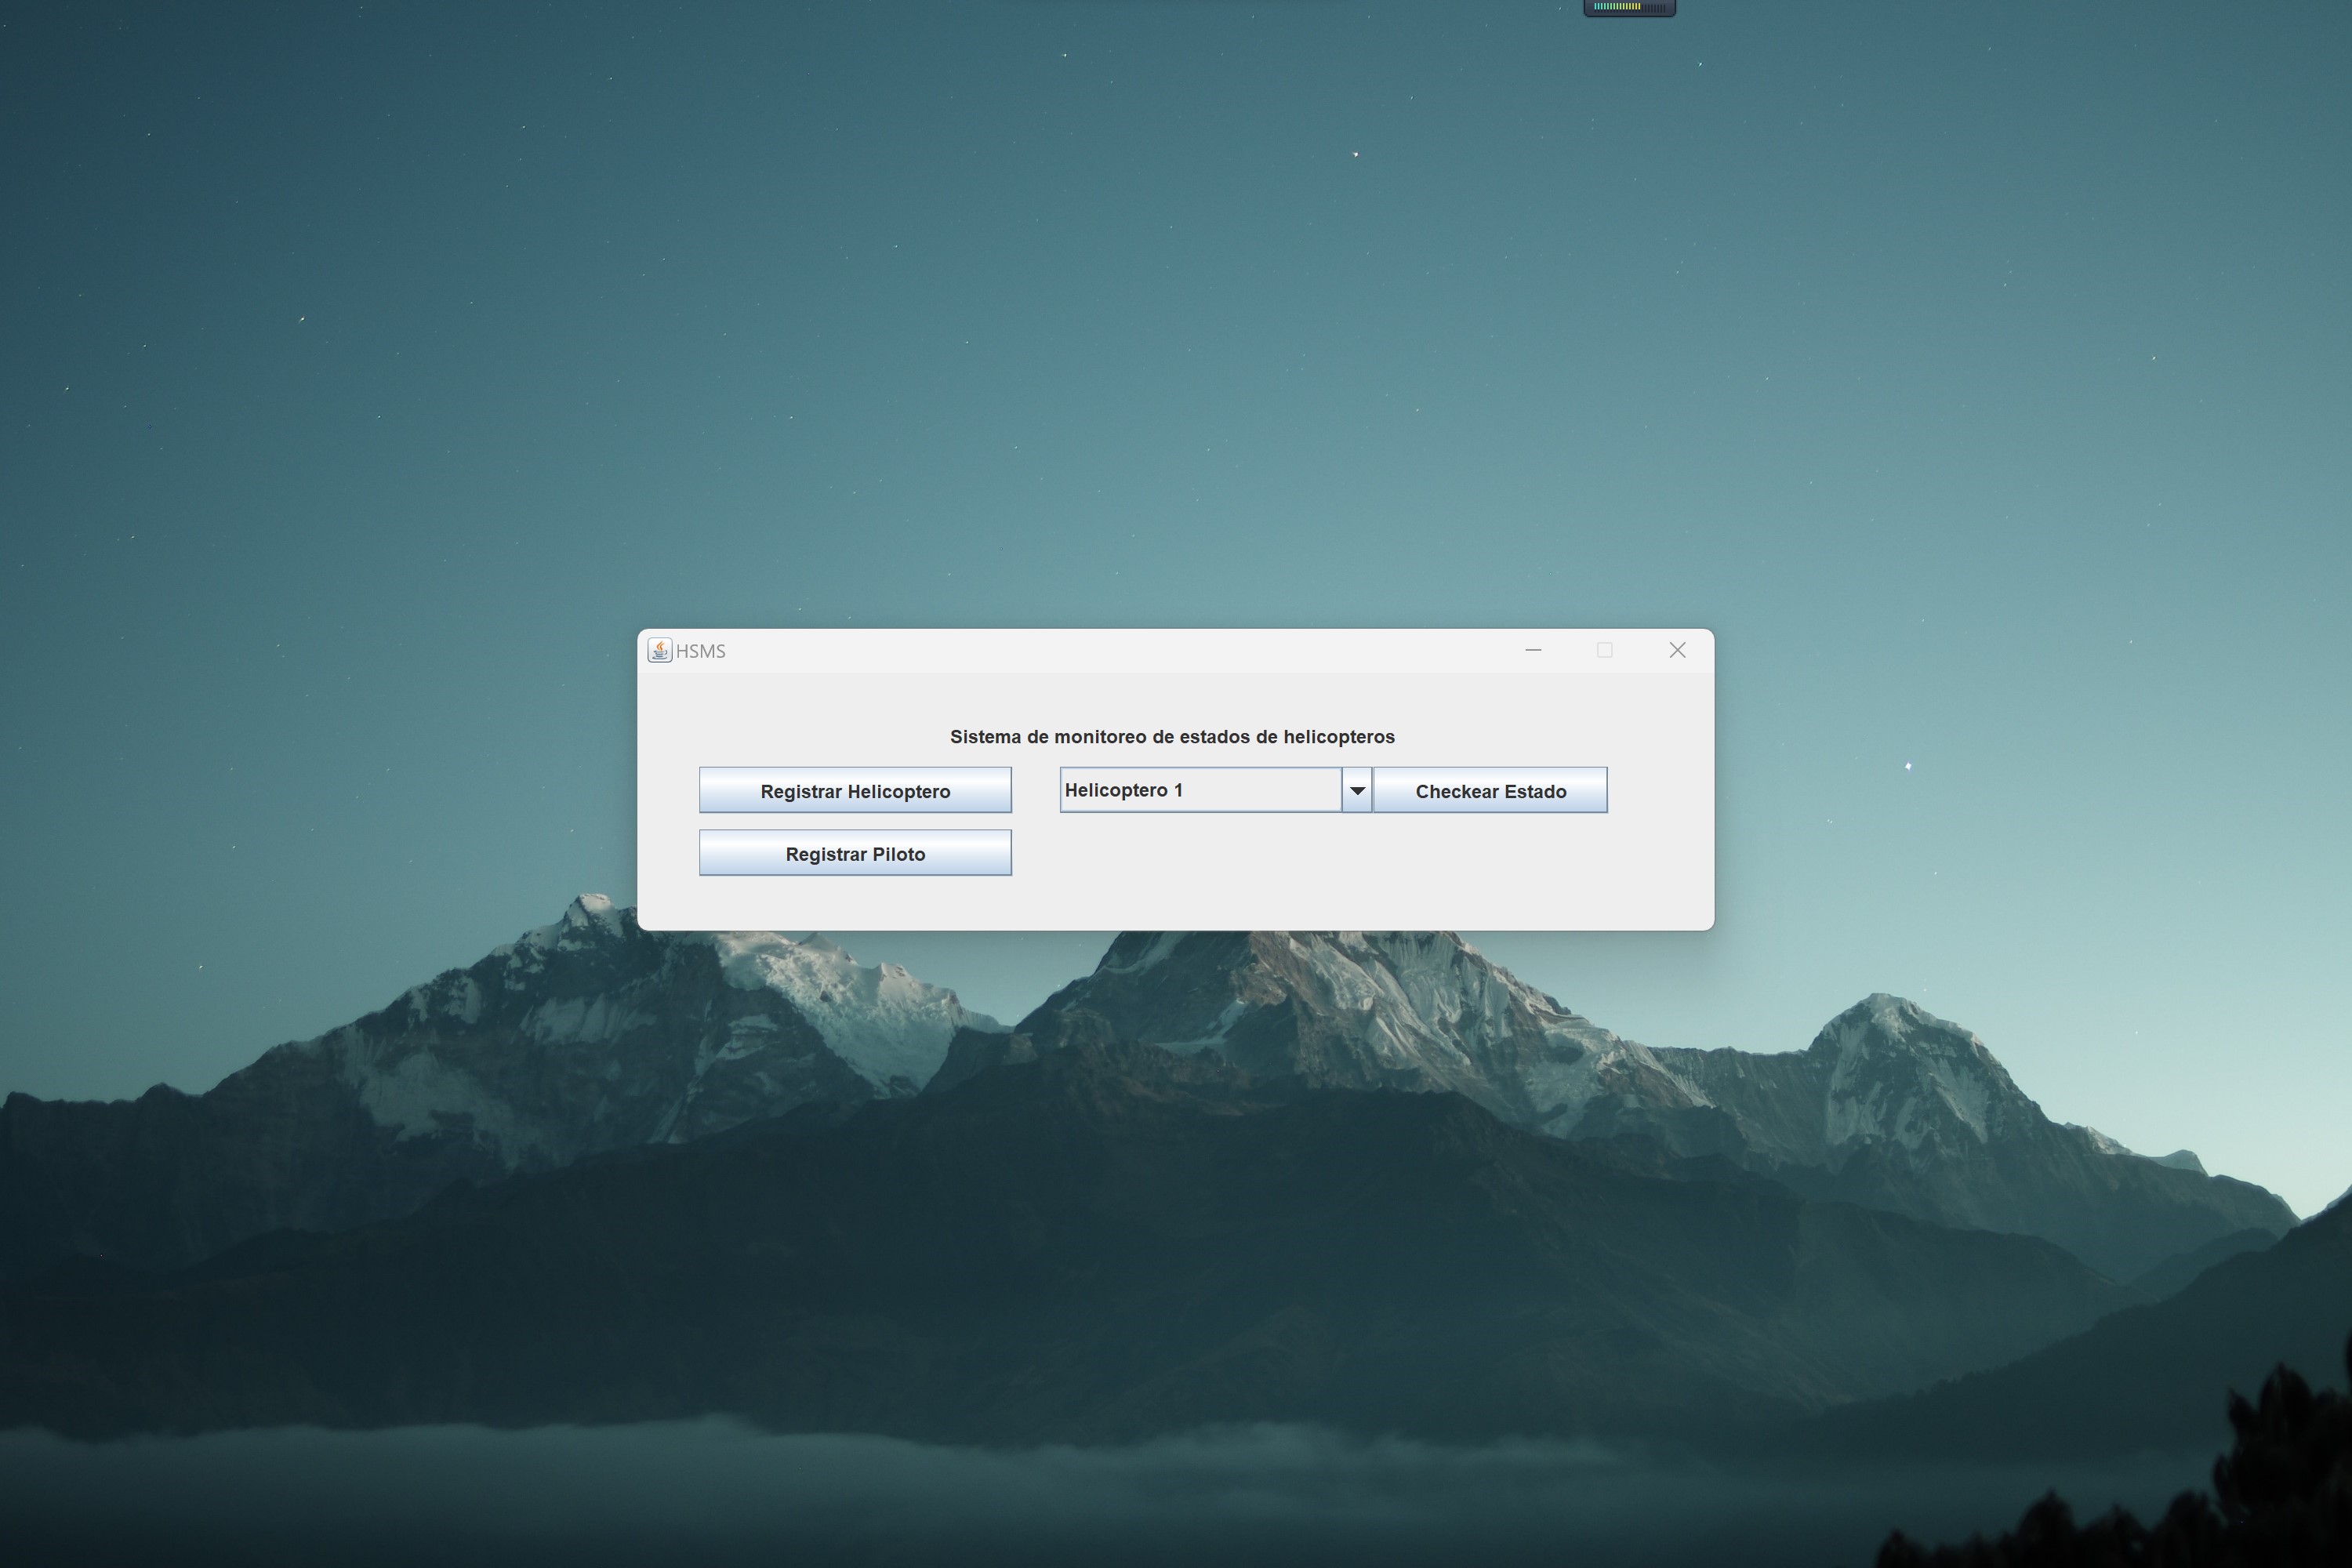 HSMS
Sistema de monitoreo de estados de helicopteros
Registrar Helicoptero
Helicoptero 1
Checkear Estado
Registrar Piloto